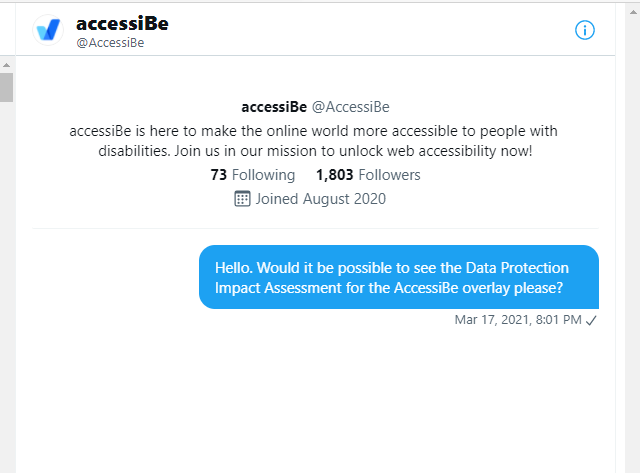 accessiBe
@AccessiBe
accessiBe @AccessiBe
accessiBe is here to make the online world more accessible to people with
disabilities. Join us in our mission to unlock web accessibility now!
73 Following 1,803 Followers
Joined August 2020
Hello. Would it be possible to see the Data Protection
Impact Assessment for the AccessiBe overlay please?
Mar 17, 2021, 8:01 PM